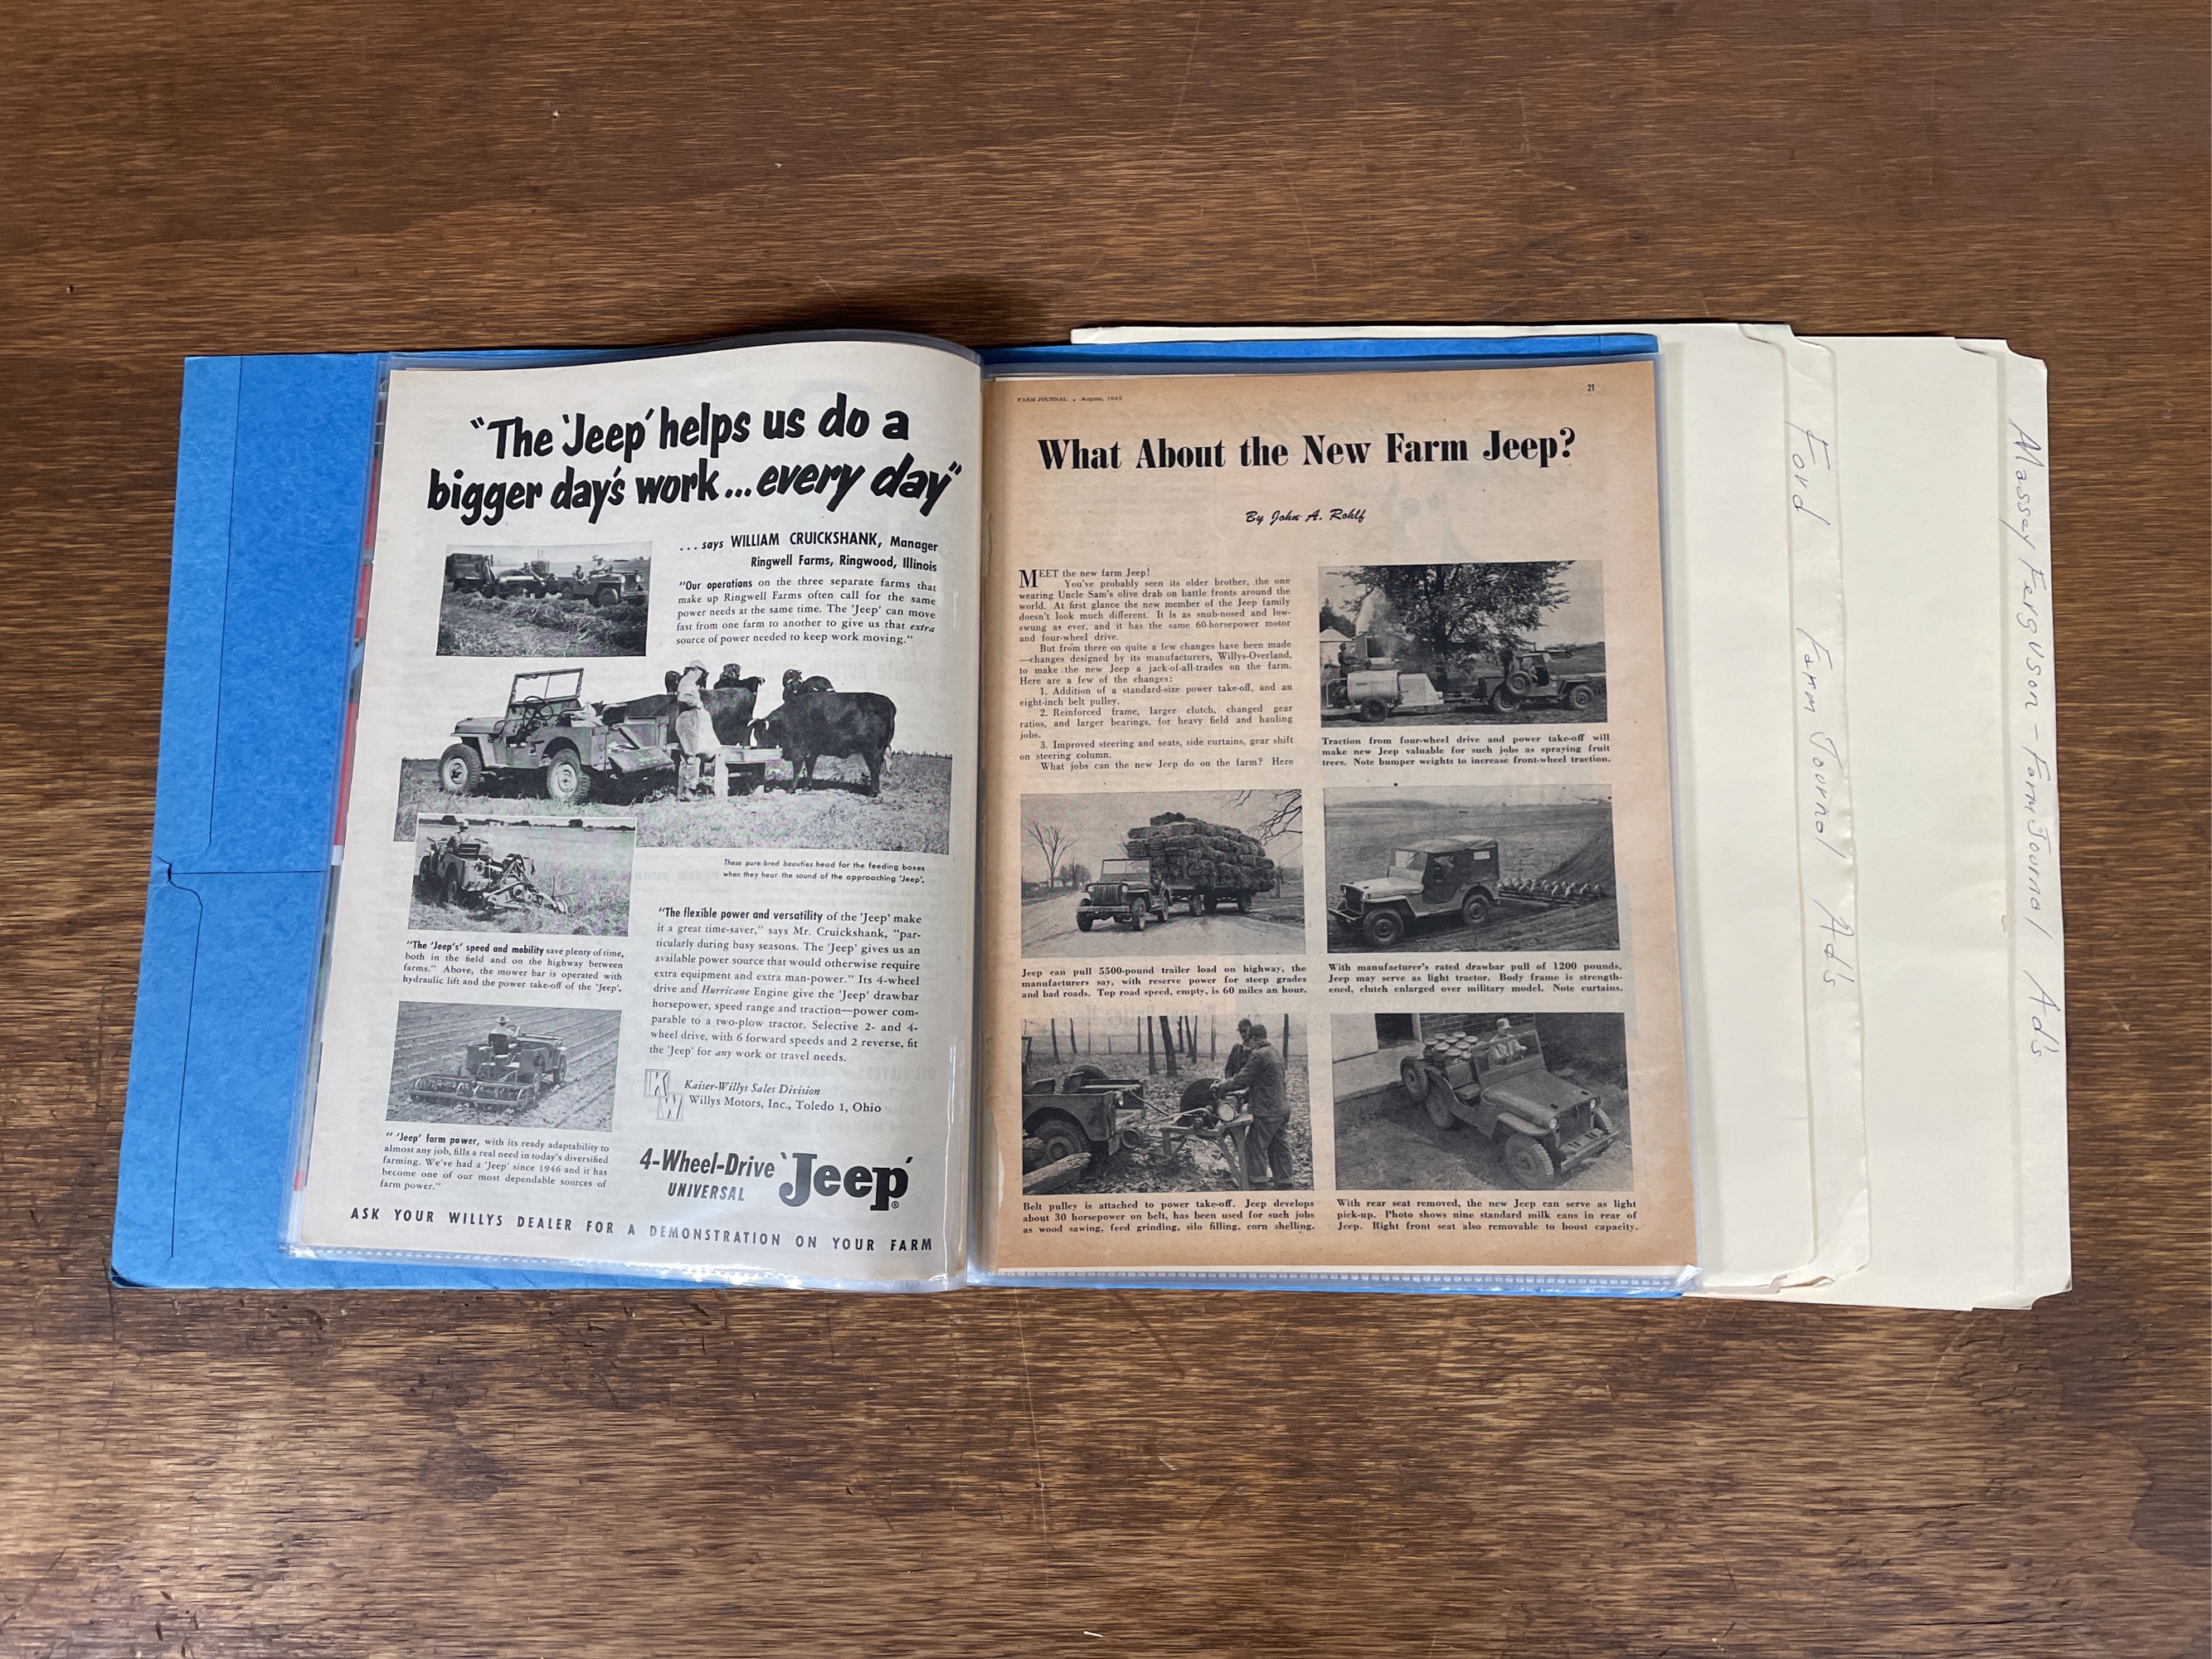 "The 'Jeep' helps us do a
bigger day's work...every day"
...says WILLIAM CRUICKSHANK, Manager
Ringwell Farms, Ringwood, Illinois
"Our operations on the three separate farms that
make up Ringwell Farms often call for the same
power needs at the same time. The 'Jeep' can move
fast from one farm to another to give us that extra
source of power needed to keep work moving."
These pure-bred beauties head for the feeding boxes
when they hear the sound of the approaching 'Jeep'.
"The 'Jeep's' speed and mobility save plenty of time,
both in the field and on the highway between
farms." Above, the mower bar is operated with
hydraulic lift and the power take-off of the 'Jeep'.
"The flexible power and versatility of the 'Jeep' make
it a great time-saver," says Mr. Cruickshank, "par-
ticularly during busy seasons. The 'Jeep' gives us an
available power source that would otherwise require
extra equipment and extra man-power." Its 4-wheel
drive and Hurricane Engine give the 'Jeep' drawbar
horsepower, speed range and traction—power com-
parable to a two-plow tractor. Selective 2- and 4-
wheel drive, with 6 forward speeds and 2 reverse, fit
the 'Jeep' for any work or travel needs.
" 'Jeep' farm power, with its ready adaptability to
almost any job, fills a real need in today's diversified
farming. We've had a 'Jeep' since 1946 and it has
become one of our most dependable sources of
farm power."
KW
Kaiser-Willys Sales Division
Willys Motors, Inc., Toledo 1, Ohio
4-Wheel-Drive 'Jeep'
UNIVERSAL
ASK YOUR WILLYS DEALER FOR A DEMONSTRATION ON YOUR FARM
FARM JOURNAL • August, 1945
21
What About the New Farm Jeep?
By John A. Rohlf
MEET the new farm Jeep!
You've probably seen its older brother, the one
wearing Uncle Sam's olive drab on battle fronts around the
world. At first glance the new member of the Jeep family
doesn't look much different. It is as snub-nosed and low-
swung as ever, and it has the same 60-horsepower motor
and four-wheel drive.
But from there on quite a few changes have been made
—changes designed by its manufacturers, Willys-Overland,
to make the new Jeep a jack-of-all-trades on the farm.
Here are a few of the changes:
1. Addition of a standard-size power take-off, and an
eight-inch belt pulley.
2. Reinforced frame, larger clutch, changed gear
ratios, and larger bearings, for heavy field and hauling
jobs.
3. Improved steering and seats, side curtains, gear shift
on steering column.
What jobs can the new Jeep do on the farm? Here
Traction from four-wheel drive and power take-off will
make new Jeep valuable for such jobs as spraying fruit
trees. Note bumper weights to increase front-wheel traction.
Jeep can pull 5500-pound trailer load on highway, the
manufacturers say, with reserve power for steep grades
and bad roads. Top road speed, empty, is 60 miles an hour.
With manufacturer's rated drawbar pull of 1200 pounds,
Jeep may serve as light tractor. Body frame is strength-
ened, clutch enlarged over military model. Note curtains.
Belt pulley is attached to power take-off. Jeep develops
about 30 horsepower on belt, has been used for such jobs
as wood sawing, feed grinding, silo filling, corn shelling.
With rear seat removed, the new Jeep can serve as light
pick-up. Photo shows nine standard milk cans in rear of
Jeep. Right front seat also removable to boost capacity.
Ford Farm Journal Ad's
Massey Ferguson - Farm Journal Ad's